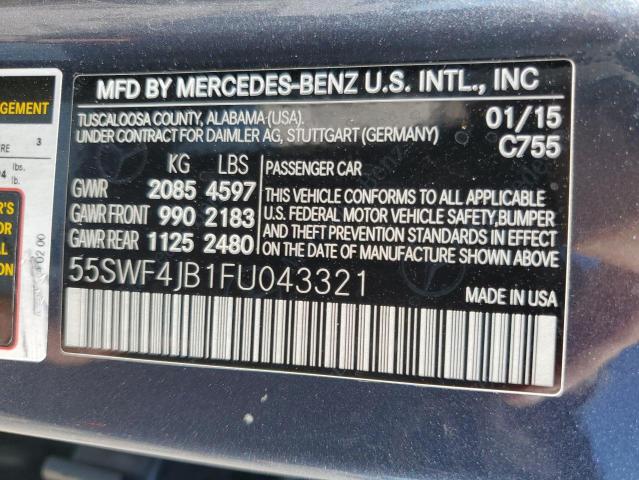 MFD BY MERCEDES-BENZ U.S. INTL., INC
TUSCALOOSA COUNTY, ALABAMA (USA).
UNDER CONTRACT FOR DAIMLER AG, STUTTGART (GERMANY)
01/15
C755
KG LBS
GVWR 2085 4597
GAWR FRONT 990 2183
GAWR REAR 1125 2480
PASSENGER CAR
THIS VEHICLE CONFORMS TO ALL APPLICABLE
U.S. FEDERAL MOTOR VEHICLE SAFETY,BUMPER
AND THEFT PREVENTION STANDARDS IN EFFECT
ON THE DATE OF MANUFACTURE SHOWN ABOVE.
55SWF4JB1FU043321
MADE IN USA
3
lbs.
lb.